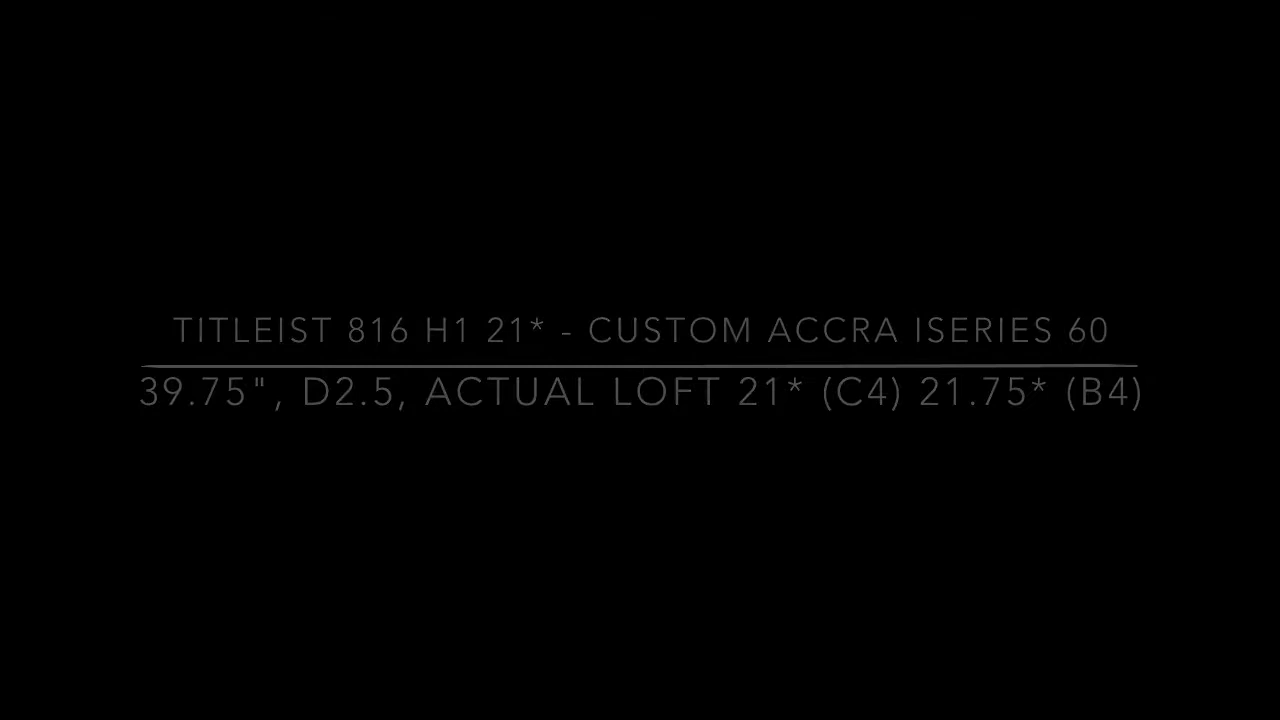 TITLEIST 816 H1 21* - CUSTOM ACCRA ISERIES 60
39.75", D2.5, ACTUAL LOFT 21* (C4) 21.75* (B4)